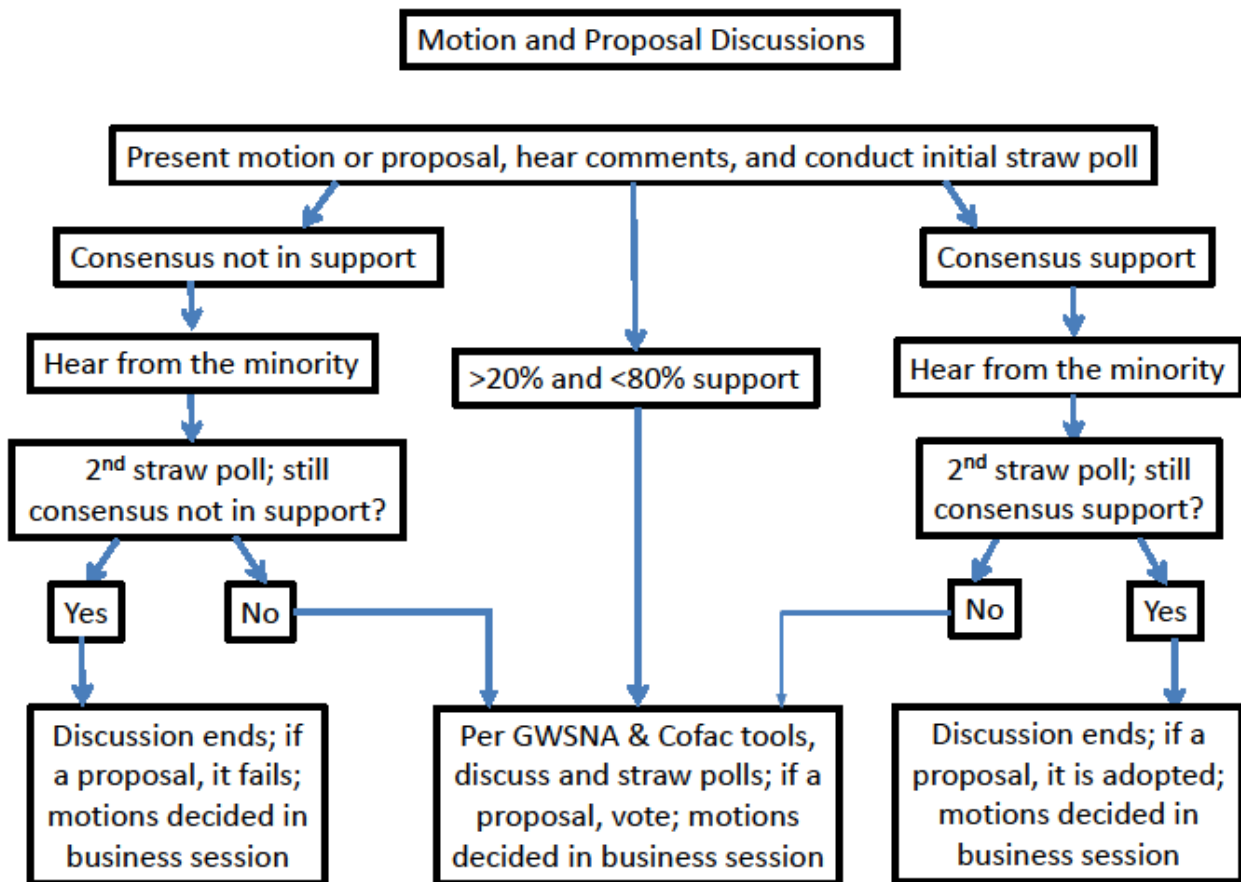 Motion and Proposal Discussions
Present motion or proposal, hear comments, and conduct initial straw poll
Consensus not in support
Consensus support
Hear from the minority
>20% and <80% support
Hear from the minority
2nd straw poll; still
consensus not in support?
2nd straw poll; still
consensus support?
Yes
No
No
Yes
Discussion ends; if
a proposal, it fails;
motions decided in
business session
Per GWSNA & Cofac tools,
discuss and straw polls; if a
proposal, vote; motions
decided in business session
Discussion ends; if a
proposal, it is adopted;
motions decided in
business session